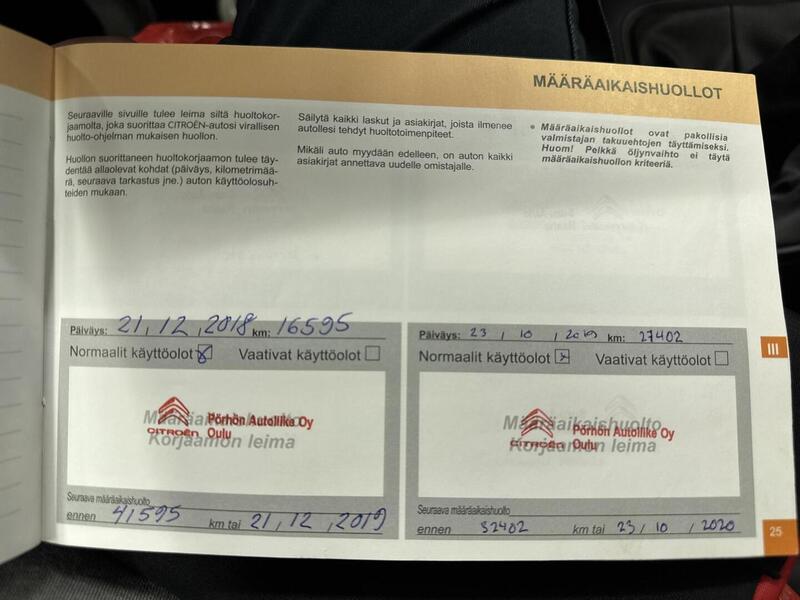 MÄÄRÄAIKAISHUOLLOT
Seuraaville sivuille tulee leima siltä huoltokor-
jaamolta, joka suorittaa CITROËN-autosi virallisen
huolto-ohjelman mukaisen huollon.
Huollon suorittaneen huoltokorjaamon tulee täy-
dentää allaolevat kohdat (päiväys, kilometrimää-
rä, seuraava tarkastus jne.) auton käyttöolosuh-
teiden mukaan.
Säilytä kaikki laskut ja asiakirjat, joista ilmenee
autollesi tehdyt huoltotoimenpiteet.
Mikäli auto myydään edelleen, on auton kaikki
asiakirjat annettava uudelle omistajalle.
• Määräaikaishuollot ovat pakollisia
valmistajan takuuehtojen täyttämiseksi.
Huom! Pelkkä öljynvaihto ei täytä
määräaikaishuollon kriteeriä.
Päiväys: 21, 12, 2018 km: 16595
Normaalit käyttöolot x Vaativat käyttöolot
Määräaikaishuolto
Korjaamon leima
CITROËN
Pörhön Autoliike Oy
Oulu
Seuraava määräaikaishuolto
ennen 41595 km tai 21, 12, 2019
Päiväys: 23 / 10 / 2019 km: 27402
Normaalit käyttöolot x Vaativat käyttöolot
Määräaikaishuolto
Korjaamon leima
CITROËN
Pörhön Autoliike Oy
Oulu
Seuraava määräaikaishuolto
ennen 52402 km tai 23 / 10 / 2020
III
25